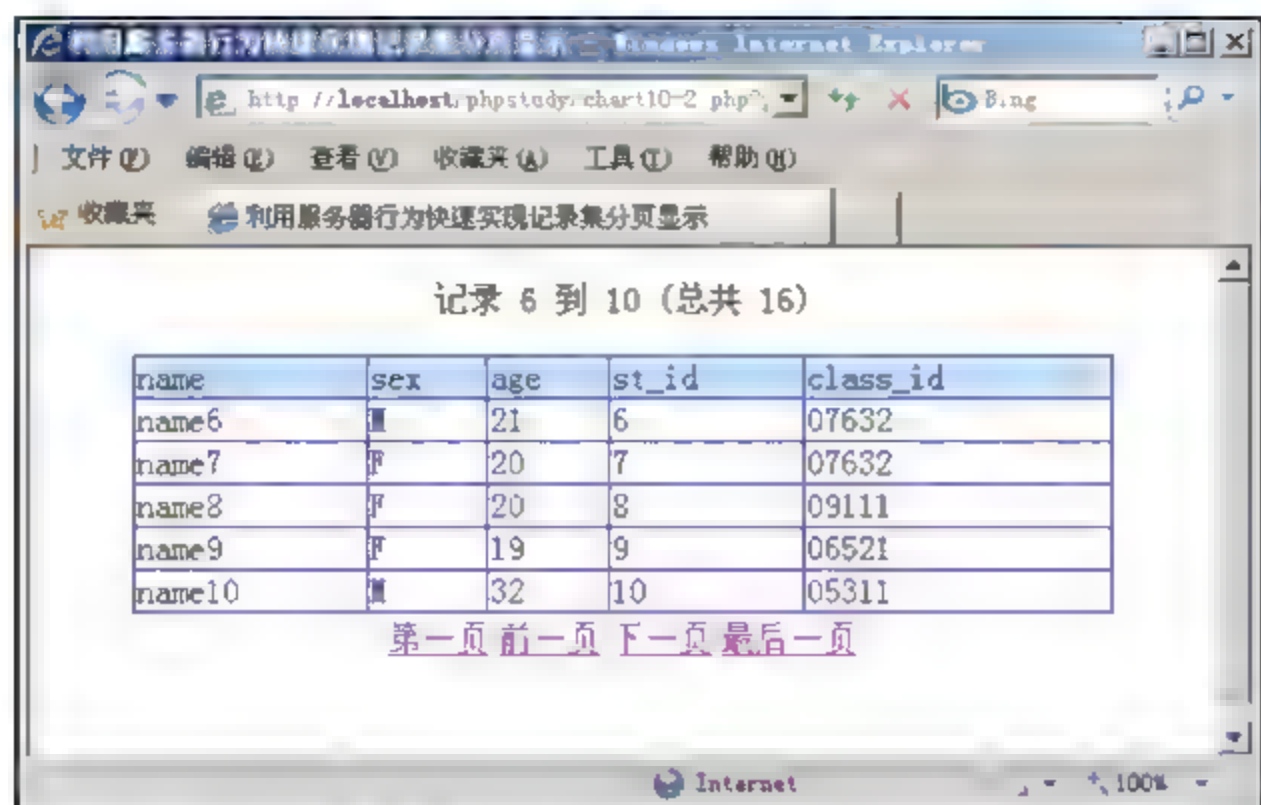 Windows Internet Explorer
http //localhost/phpstudy/chart10-2 php
Bing
文件(F) 编辑(E) 查看(V) 收藏夹(A) 工具(T) 帮助(H)
收藏夹 利用服务器行为快速实现记录集分页显示
记录 6 到 10 (总共 16)
name sex age st_id class_id
name6 M 21 6 07632
name7 F 20 7 07632
name8 F 20 8 09111
name9 F 19 9 06521
name10 M 32 10 05311
第一页 前一页 下一页 最后一页
Internet 100%